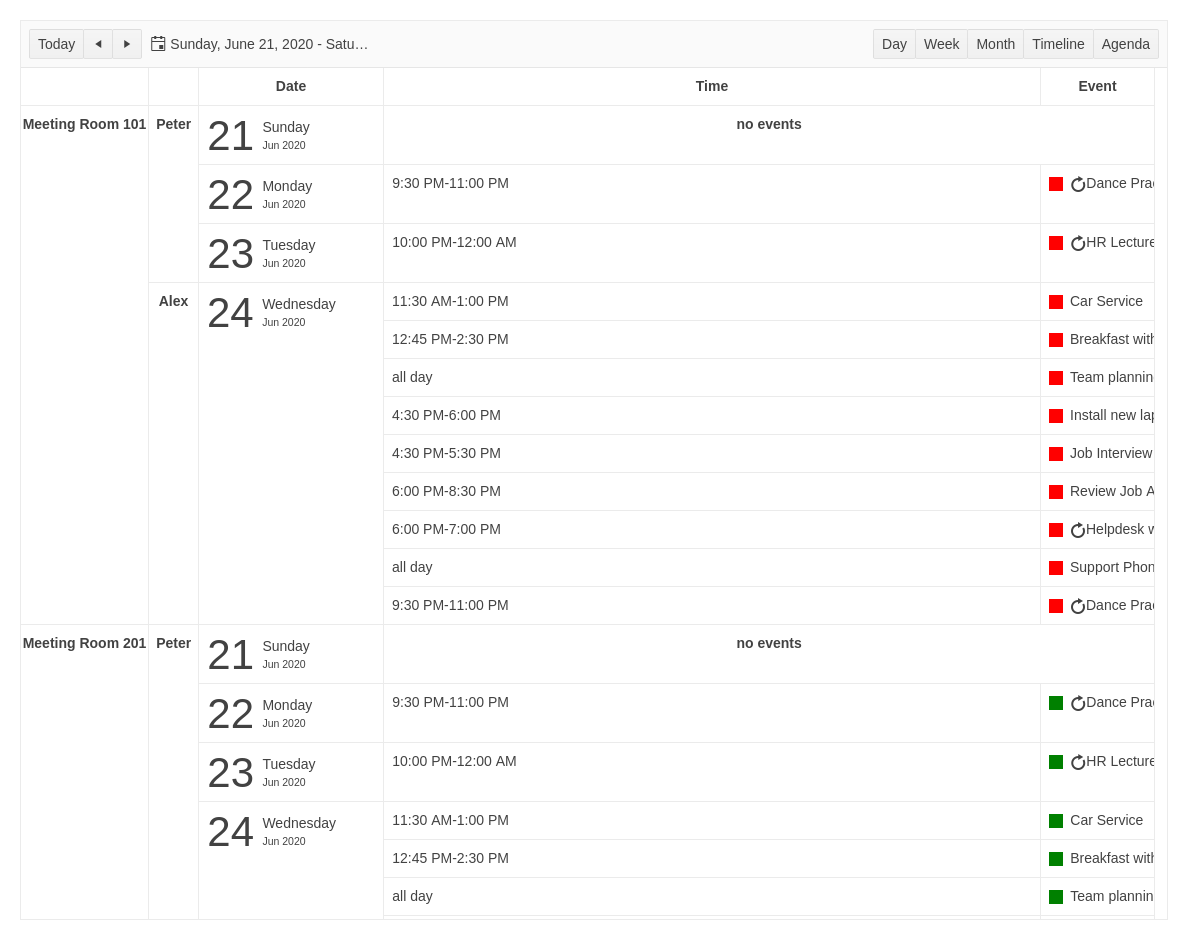 Today Sunday, June 21, 2020 - Satu… Day Week Month Timeline Agenda
Date Time Event
Meeting Room 101 Peter 21 Sunday no events
Jun 2020
22 Monday 9:30 PM-11:00 PM Dance Prac
Jun 2020
23 Tuesday 10:00 PM-12:00 AM HR Lecture
Jun 2020
Alex 24 Wednesday 11:30 AM-1:00 PM Car Service
Jun 2020
12:45 PM-2:30 PM Breakfast with
all day Team plannin
4:30 PM-6:00 PM Install new lap
4:30 PM-5:30 PM Job Interview
6:00 PM-8:30 PM Review Job A
6:00 PM-7:00 PM Helpdesk w
all day Support Phon
9:30 PM-11:00 PM Dance Prac
Meeting Room 201 Peter 21 Sunday no events
Jun 2020
22 Monday 9:30 PM-11:00 PM Dance Prac
Jun 2020
23 Tuesday 10:00 PM-12:00 AM HR Lecture
Jun 2020
24 Wednesday 11:30 AM-1:00 PM Car Service
Jun 2020
12:45 PM-2:30 PM Breakfast with
all day Team plannin